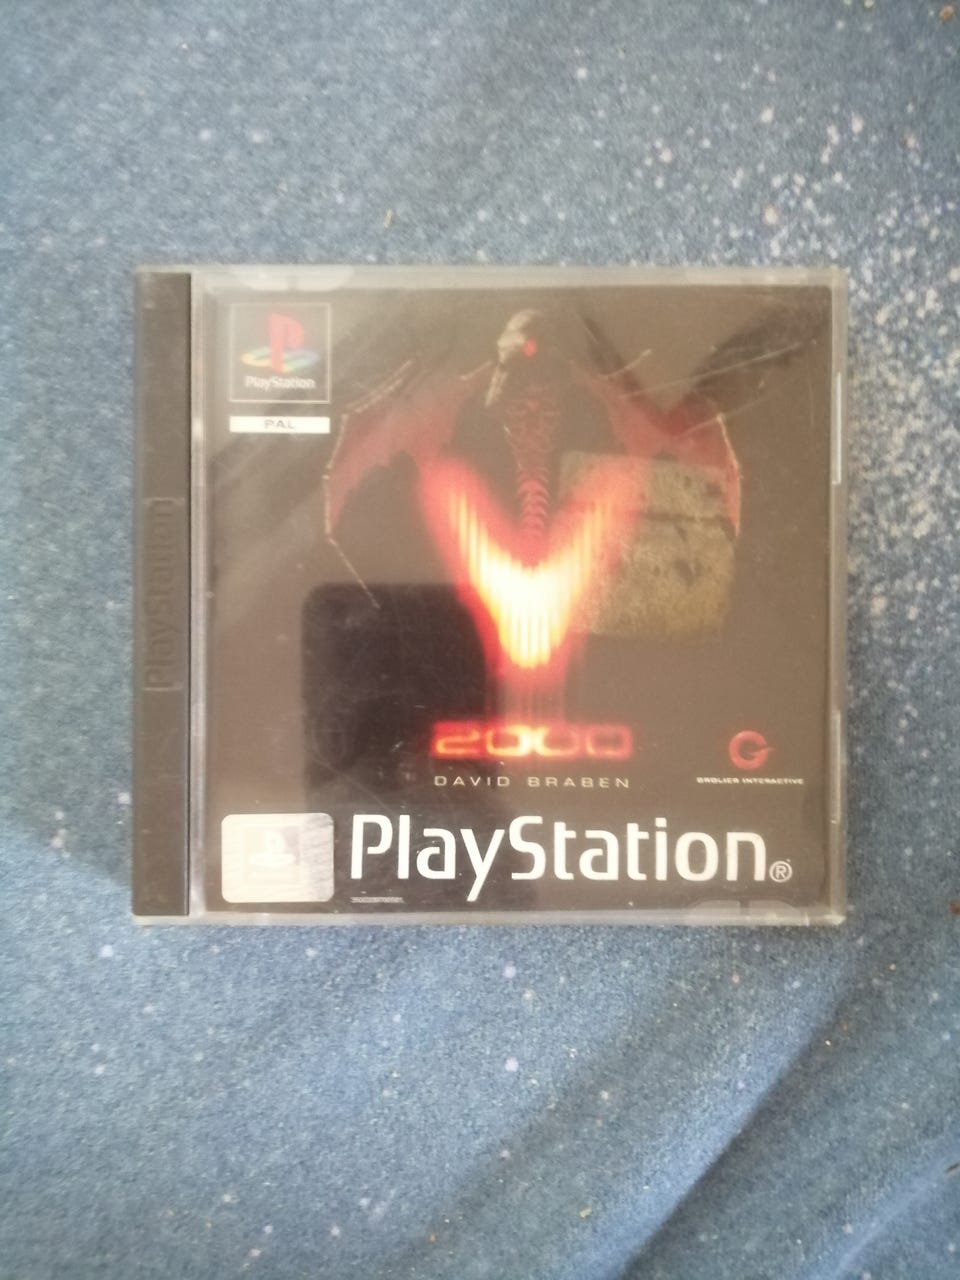 PlayStation
PAL
PlayStation
V
2000
DAVID BRABEN
GROLIER INTERACTIVE
PlayStation®